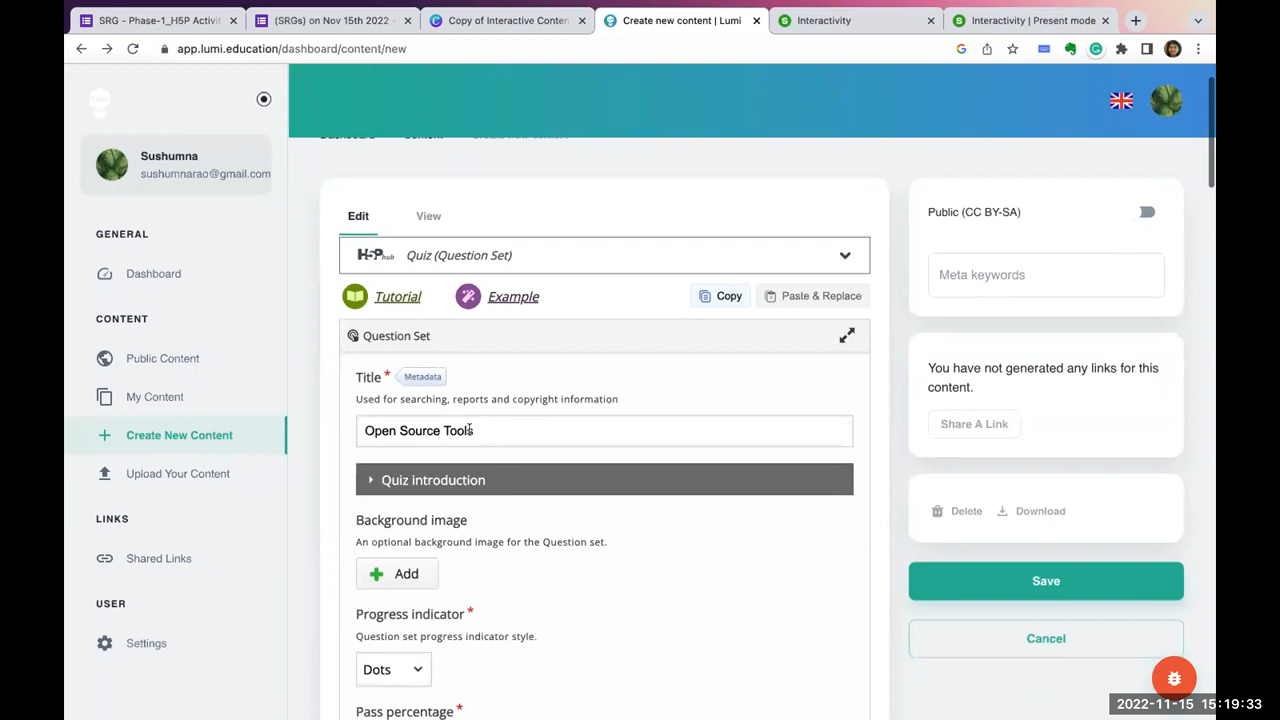 SRG - Phase-1_H5P Activi
(SRGs) on Nov 15th 2022 -
Copy of Interactive Conten
Create new content | Lumi
Interactivity
Interactivity | Present mode
app.lumi.education/dashboard/content/new
Sushumna
sushumnarao@gmail.com
GENERAL
Dashboard
CONTENT
Public Content
My Content
Create New Content
Upload Your Content
LINKS
Shared Links
USER
Settings
Edit
View
H5P hub
Quiz (Question Set)
Tutorial
Example
Copy
Paste & Replace
Question Set
Title *
Metadata
Used for searching, reports and copyright information
Open Source Tools
Quiz introduction
Background image
An optional background image for the Question set.
Add
Progress indicator *
Question set progress indicator style.
Dots
Pass percentage *
Public (CC BY-SA)
Meta keywords
You have not generated any links for this
content.
Share A Link
Delete
Download
Save
Cancel
2022-11-15 15:19:33